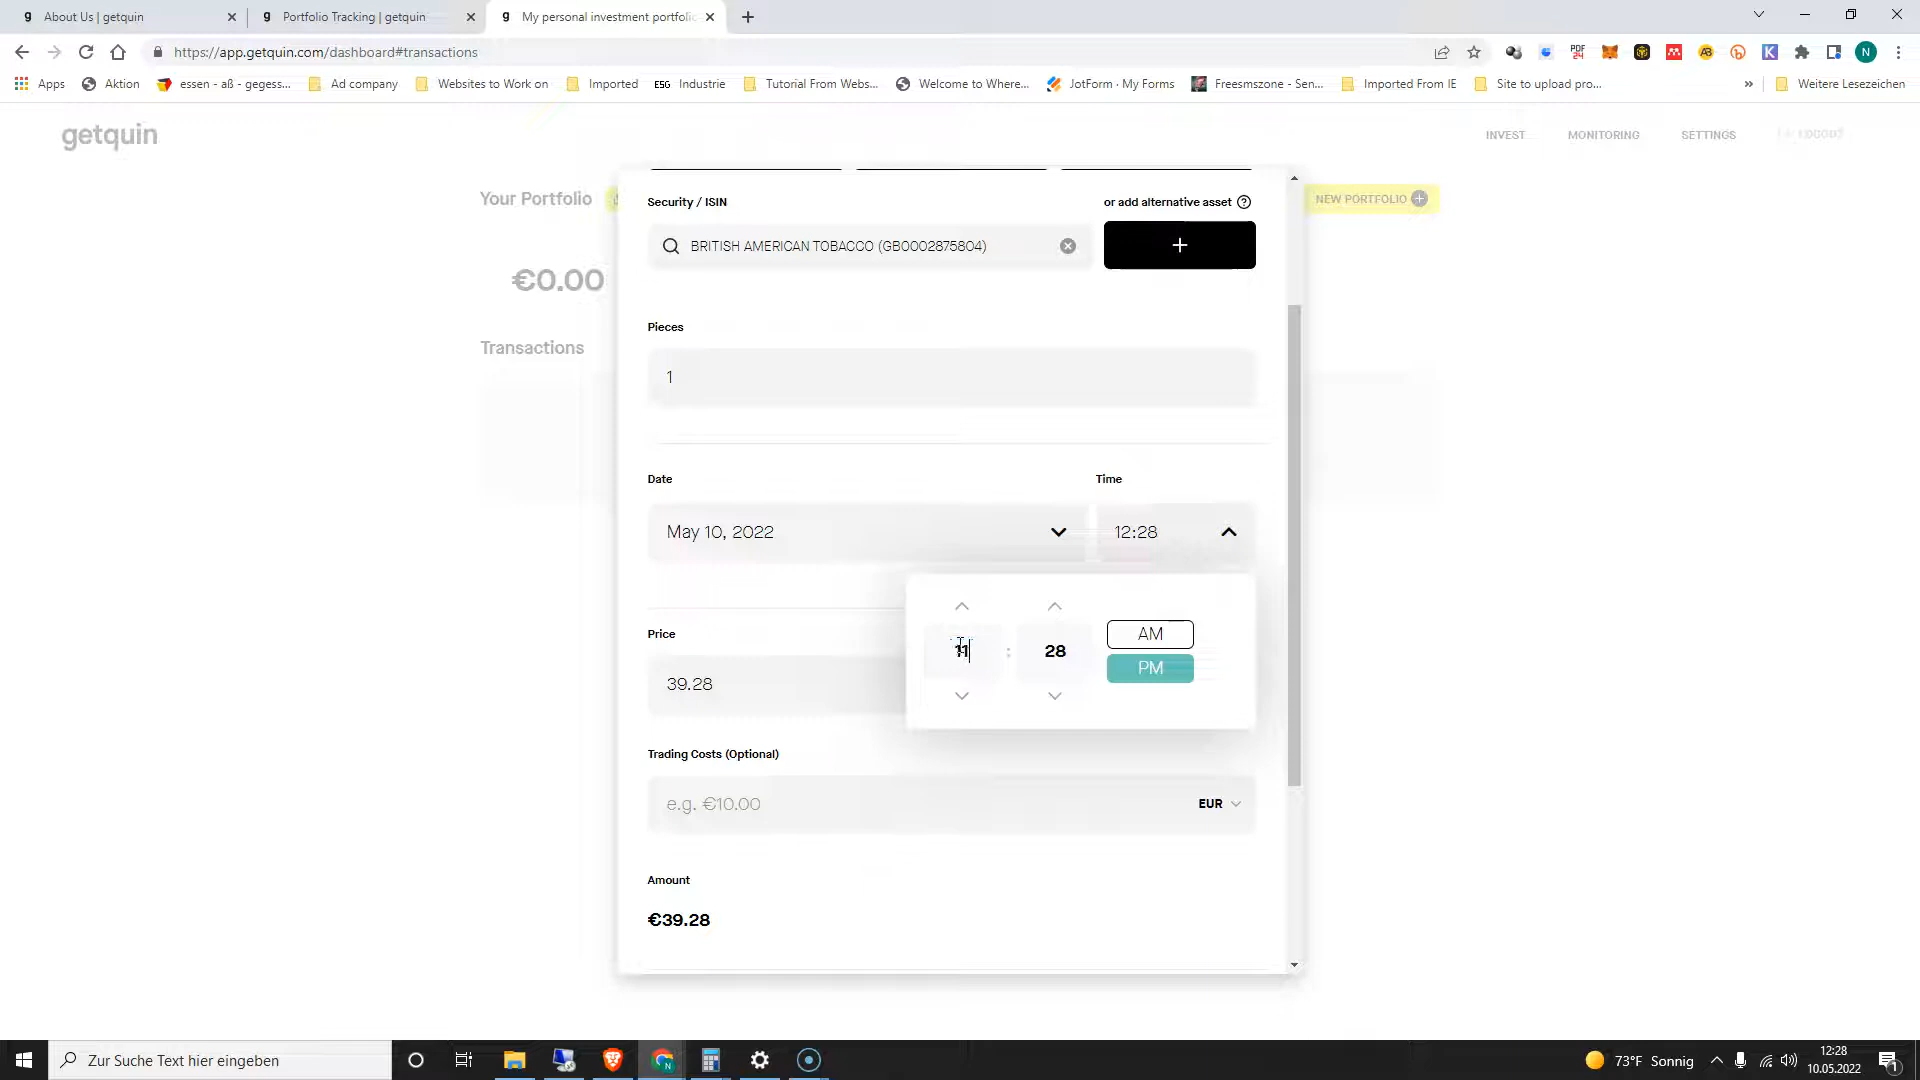 About Us | getquin
Portfolio Tracking | getquin
My personal investment portfolio
https://app.getquin.com/dashboard#transactions
Apps
Aktion
essen - aß - gegess...
Ad company
Websites to Work on
Imported
ESG Industrie
Tutorial From Webs...
Welcome to Where...
JotForm · My Forms
Freesmszone - Sen...
Imported From IE
Site to upload pro...
»
Weitere Lesezeichen
getquin
INVEST
MONITORING
SETTINGS
Your Portfolio
NEW PORTFOLIO
€0.00
Transactions
Security / ISIN
or add alternative asset
BRITISH AMERICAN TOBACCO (GB0002875804)
Pieces
1
Date
Time
May 10, 2022
12:28
11 : 28
AM
PM
Price
39.28
Trading Costs (Optional)
e.g. €10.00
EUR
Amount
€39.28
Zur Suche Text hier eingeben
73°F Sonnig
12:28
10.05.2022